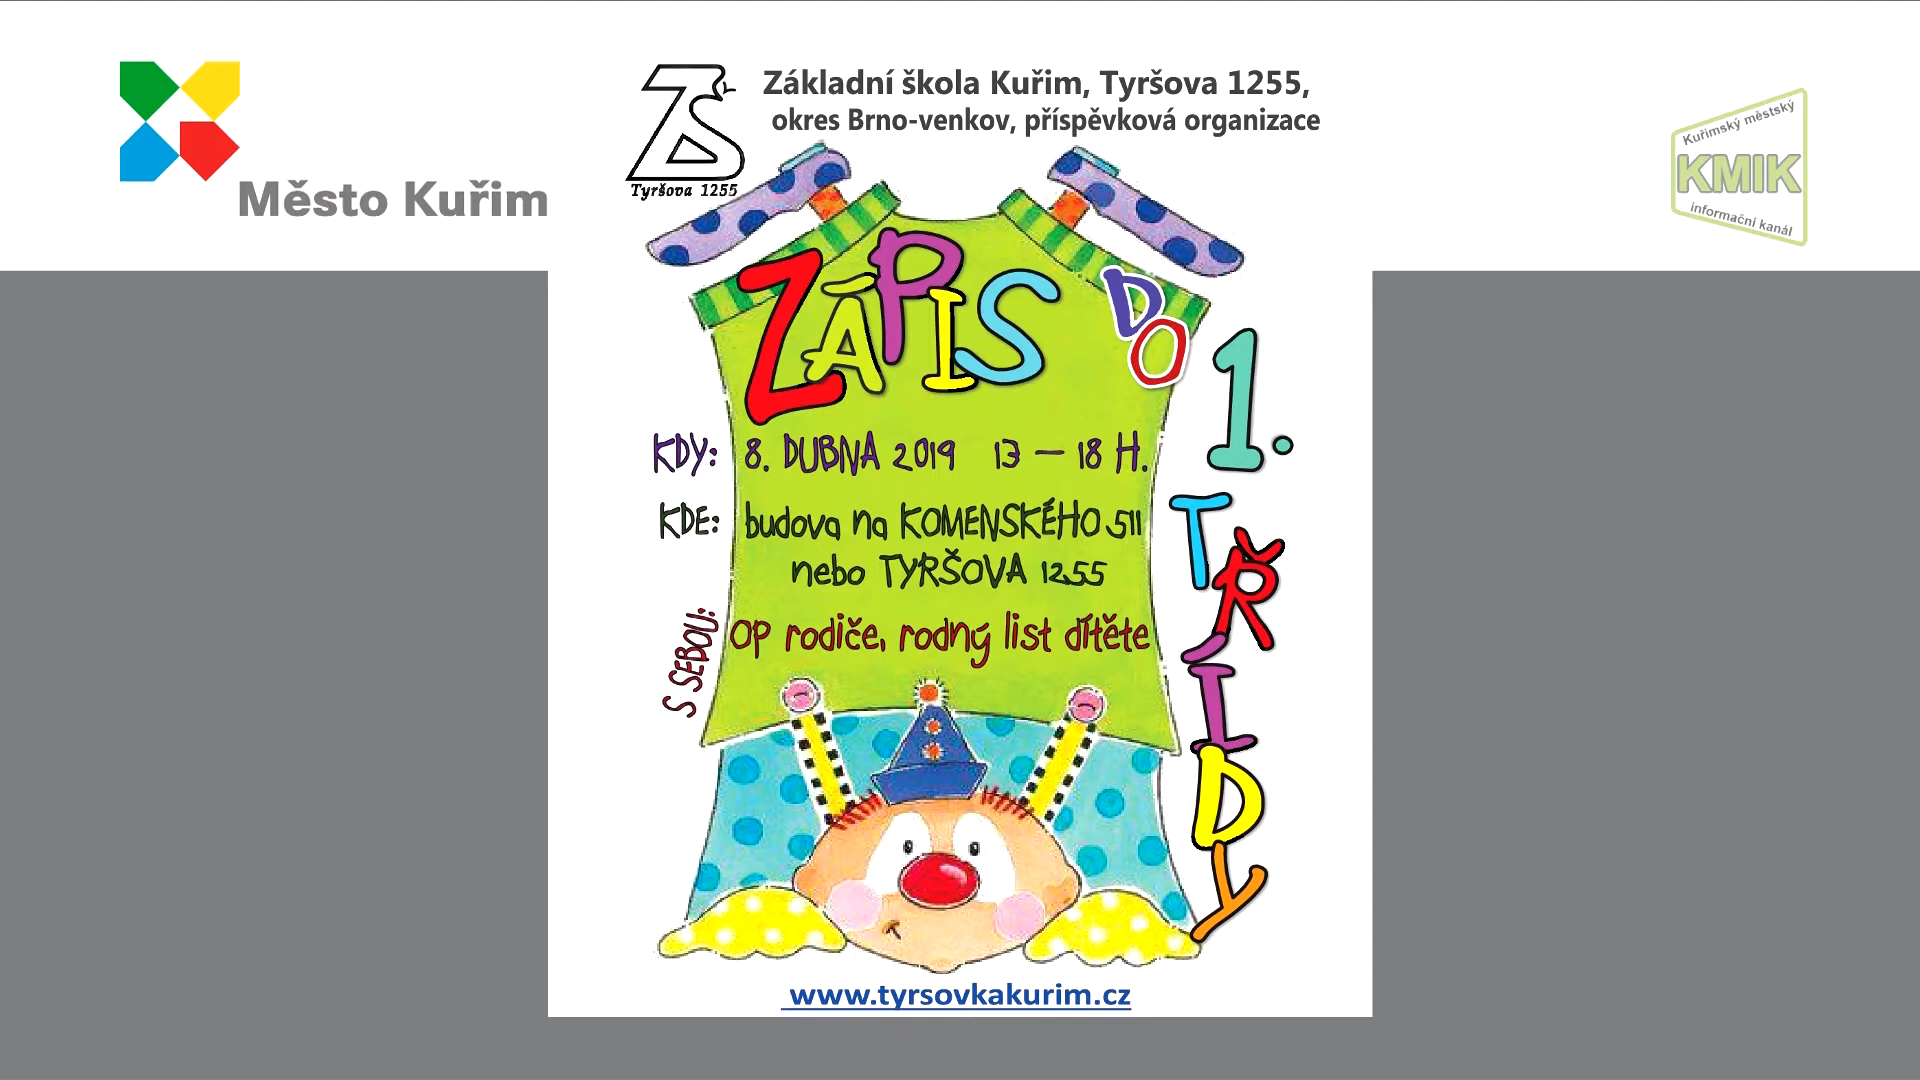 Město Kuřim
ZŠ
Tyršova 1255
Základní škola Kuřim, Tyršova 1255,
okres Brno-venkov, příspěvková organizace
Kuřimský městský
KMIK
informační kanál
ZÁPIS DO 1. TŘÍDY
KDY: 8. DUBNA 2019 13 – 18 H.
KDE: budova na KOMENSKÉHO 511
nebo TYRŠOVA 1255
S SEBOU: OP rodiče, rodný list dítěte
www.tyrsovkakurim.cz